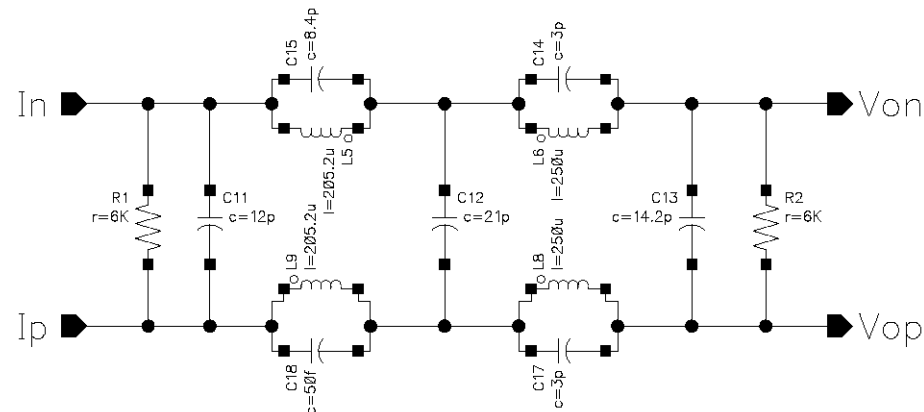 C15
c=8.4p
C14
c=3p
In
Von
L5
l=205.2u
L6
l=250u
R1
r=6K
C11
c=12p
C12
c=21p
C13
c=14.2p
R2
r=6K
L9
l=205.2u
L8
l=250u
Ip
Vop
C18
c=50f
C17
c=3p